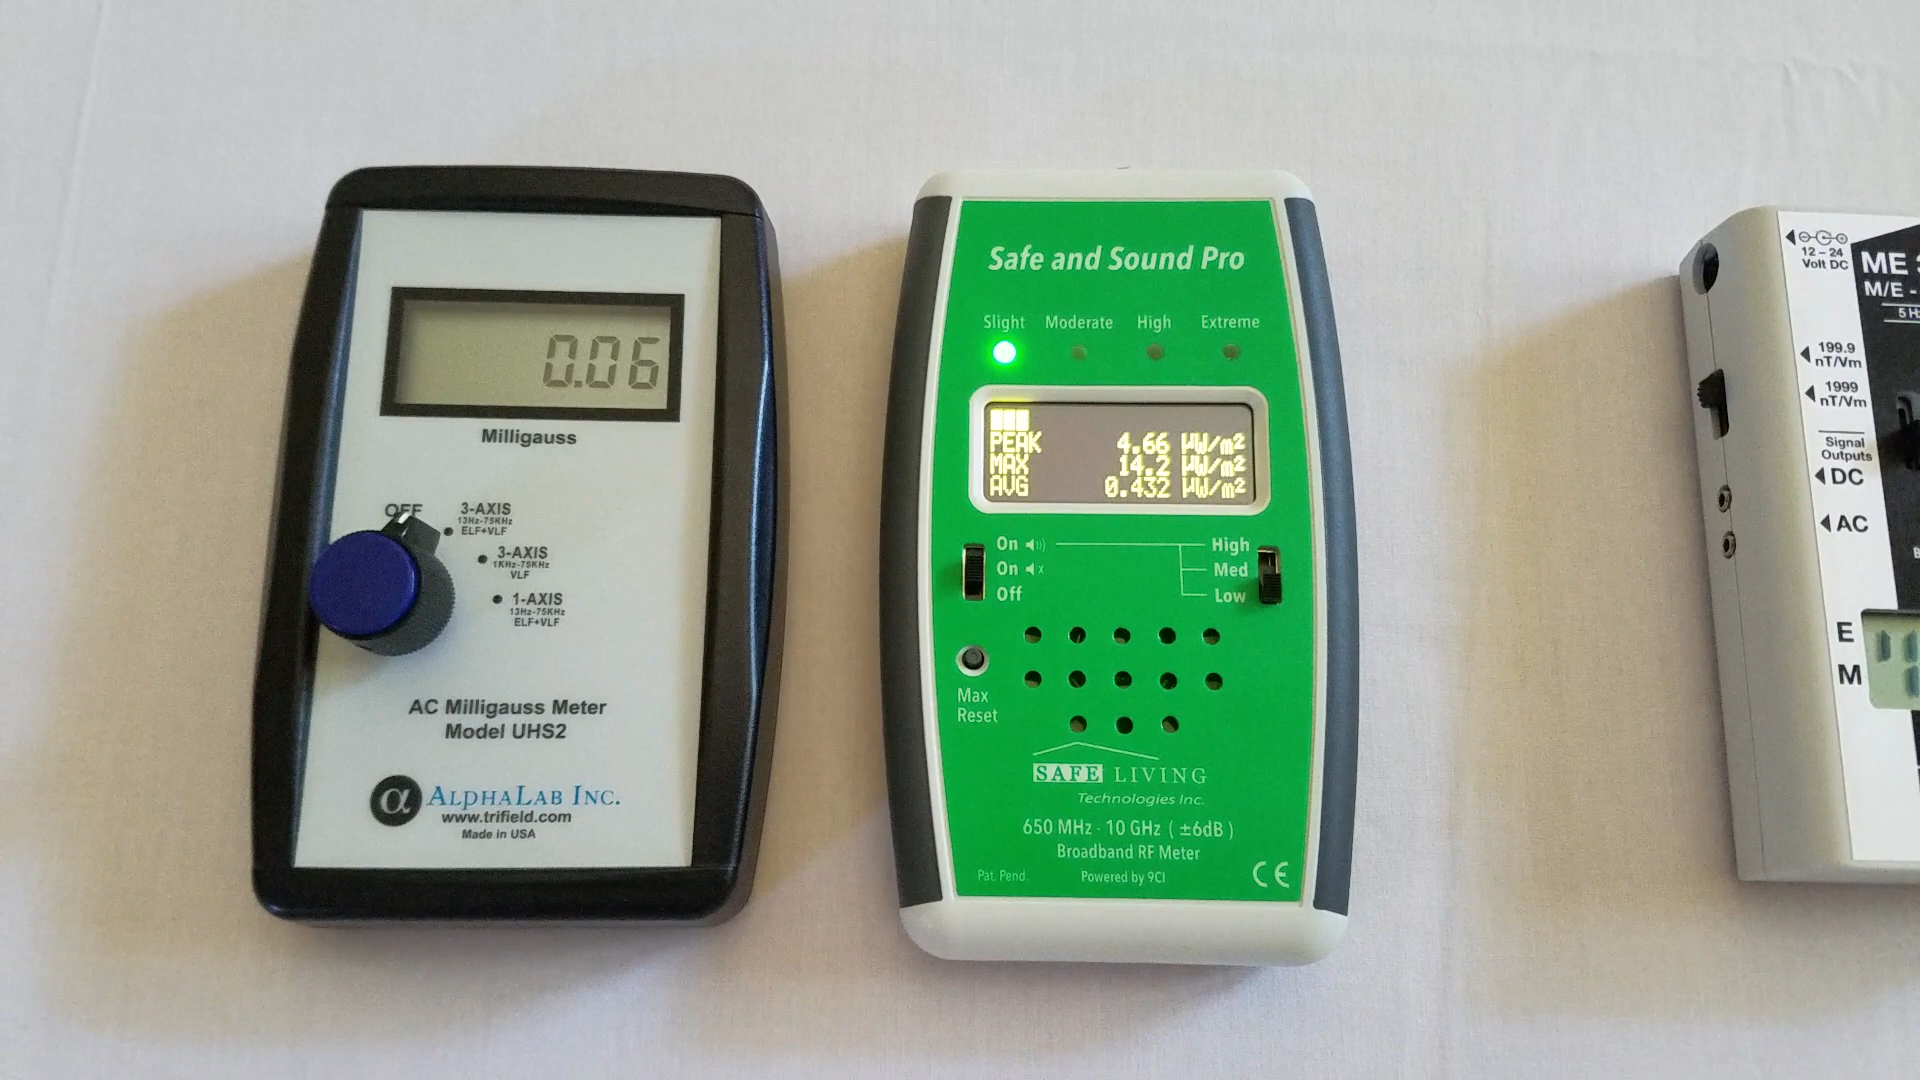 0.06
Milligauss
OFF
3-AXIS
13Hz-75KHz
ELF+VLF
3-AXIS
1KHz-75KHz
VLF
1-AXIS
13Hz-75KHz
ELF+VLF
AC Milligauss Meter
Model UHS2
α ALPHALAB INC.
www.trifield.com
Made in USA
Safe and Sound Pro
Slight Moderate High Extreme
PEAK 4.66 µW/m²
MAX 14.2 µW/m²
AVG 0.432 µW/m²
On High
On Med
Off Low
Max
Reset
SAFE LIVING
Technologies Inc.
650 MHz - 10 GHz ( ±6dB )
Broadband RF Meter
Pat. Pend. Powered by 9CI
CE
12 – 24
Volt DC
ME
M/E -
199.9
nT/Vm
1999
nT/Vm
Signal
Outputs
DC
AC
E
M